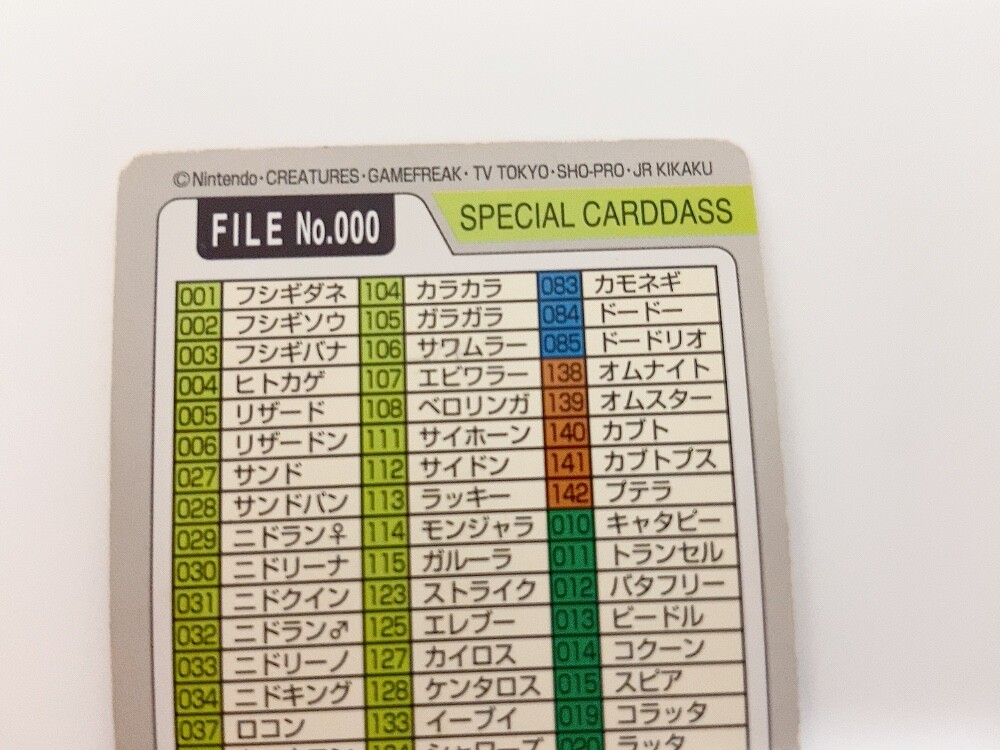 ©Nintendo・CREATURES・GAMEFREAK・TV TOKYO・SHO-PRO・JR KIKAKU
FILE No.000
SPECIAL CARDDASS
001 フシギダネ 104 カラカラ 083 カモネギ
002 フシギソウ 105 ガラガラ 084 ドードー
003 フシギバナ 106 サワムラー 085 ドードリオ
004 ヒトカゲ 107 エビワラー 138 オムナイト
005 リザード 108 ベロリンガ 139 オムスター
006 リザードン 111 サイホーン 140 カブト
027 サンド 112 サイドン 141 カブトプス
028 サンドパン 113 ラッキー 142 プテラ
029 ニドラン♀ 114 モンジャラ 010 キャタピー
030 ニドリーナ 115 ガルーラ 011 トランセル
031 ニドクイン 123 ストライク 012 バタフリー
032 ニドラン♂ 125 エレブー 013 ビードル
033 ニドリーノ 127 カイロス 014 コクーン
034 ニドキング 128 ケンタロス 015 スピア
037 ロコン 133 イーブイ 019 コラッタ
020 ラッタ